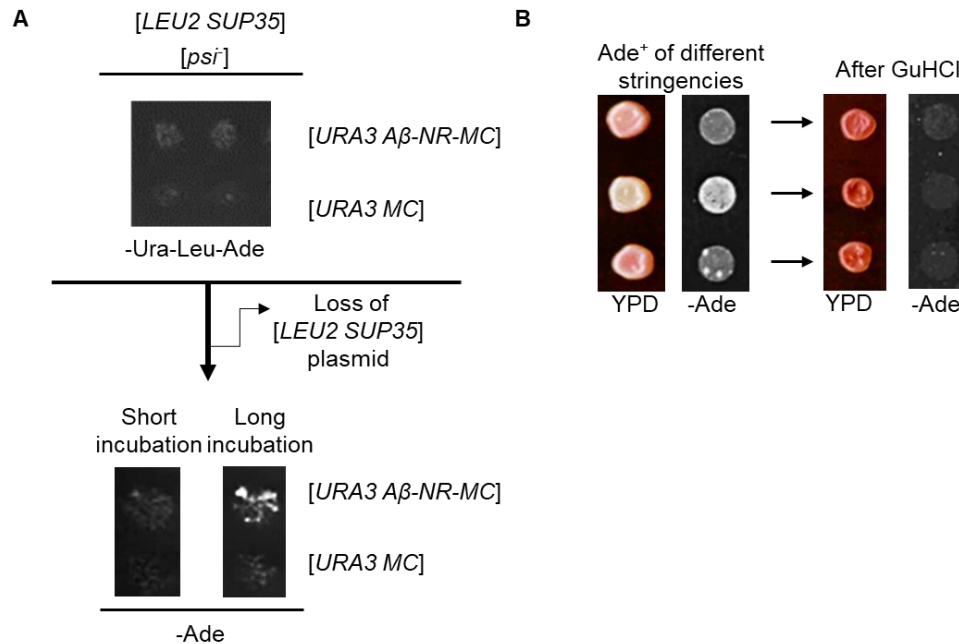 A
[LEU2 SUP35]
[psi-]
[URA3 Aβ-NR-MC]
[URA3 MC]
-Ura-Leu-Ade
Loss of
[LEU2 SUP35]
plasmid
Short
incubation
Long
incubation
[URA3 Aβ-NR-MC]
[URA3 MC]
-Ade
B
Ade⁺ of different
stringencies
After GuHCl
YPD
-Ade
YPD
-Ade